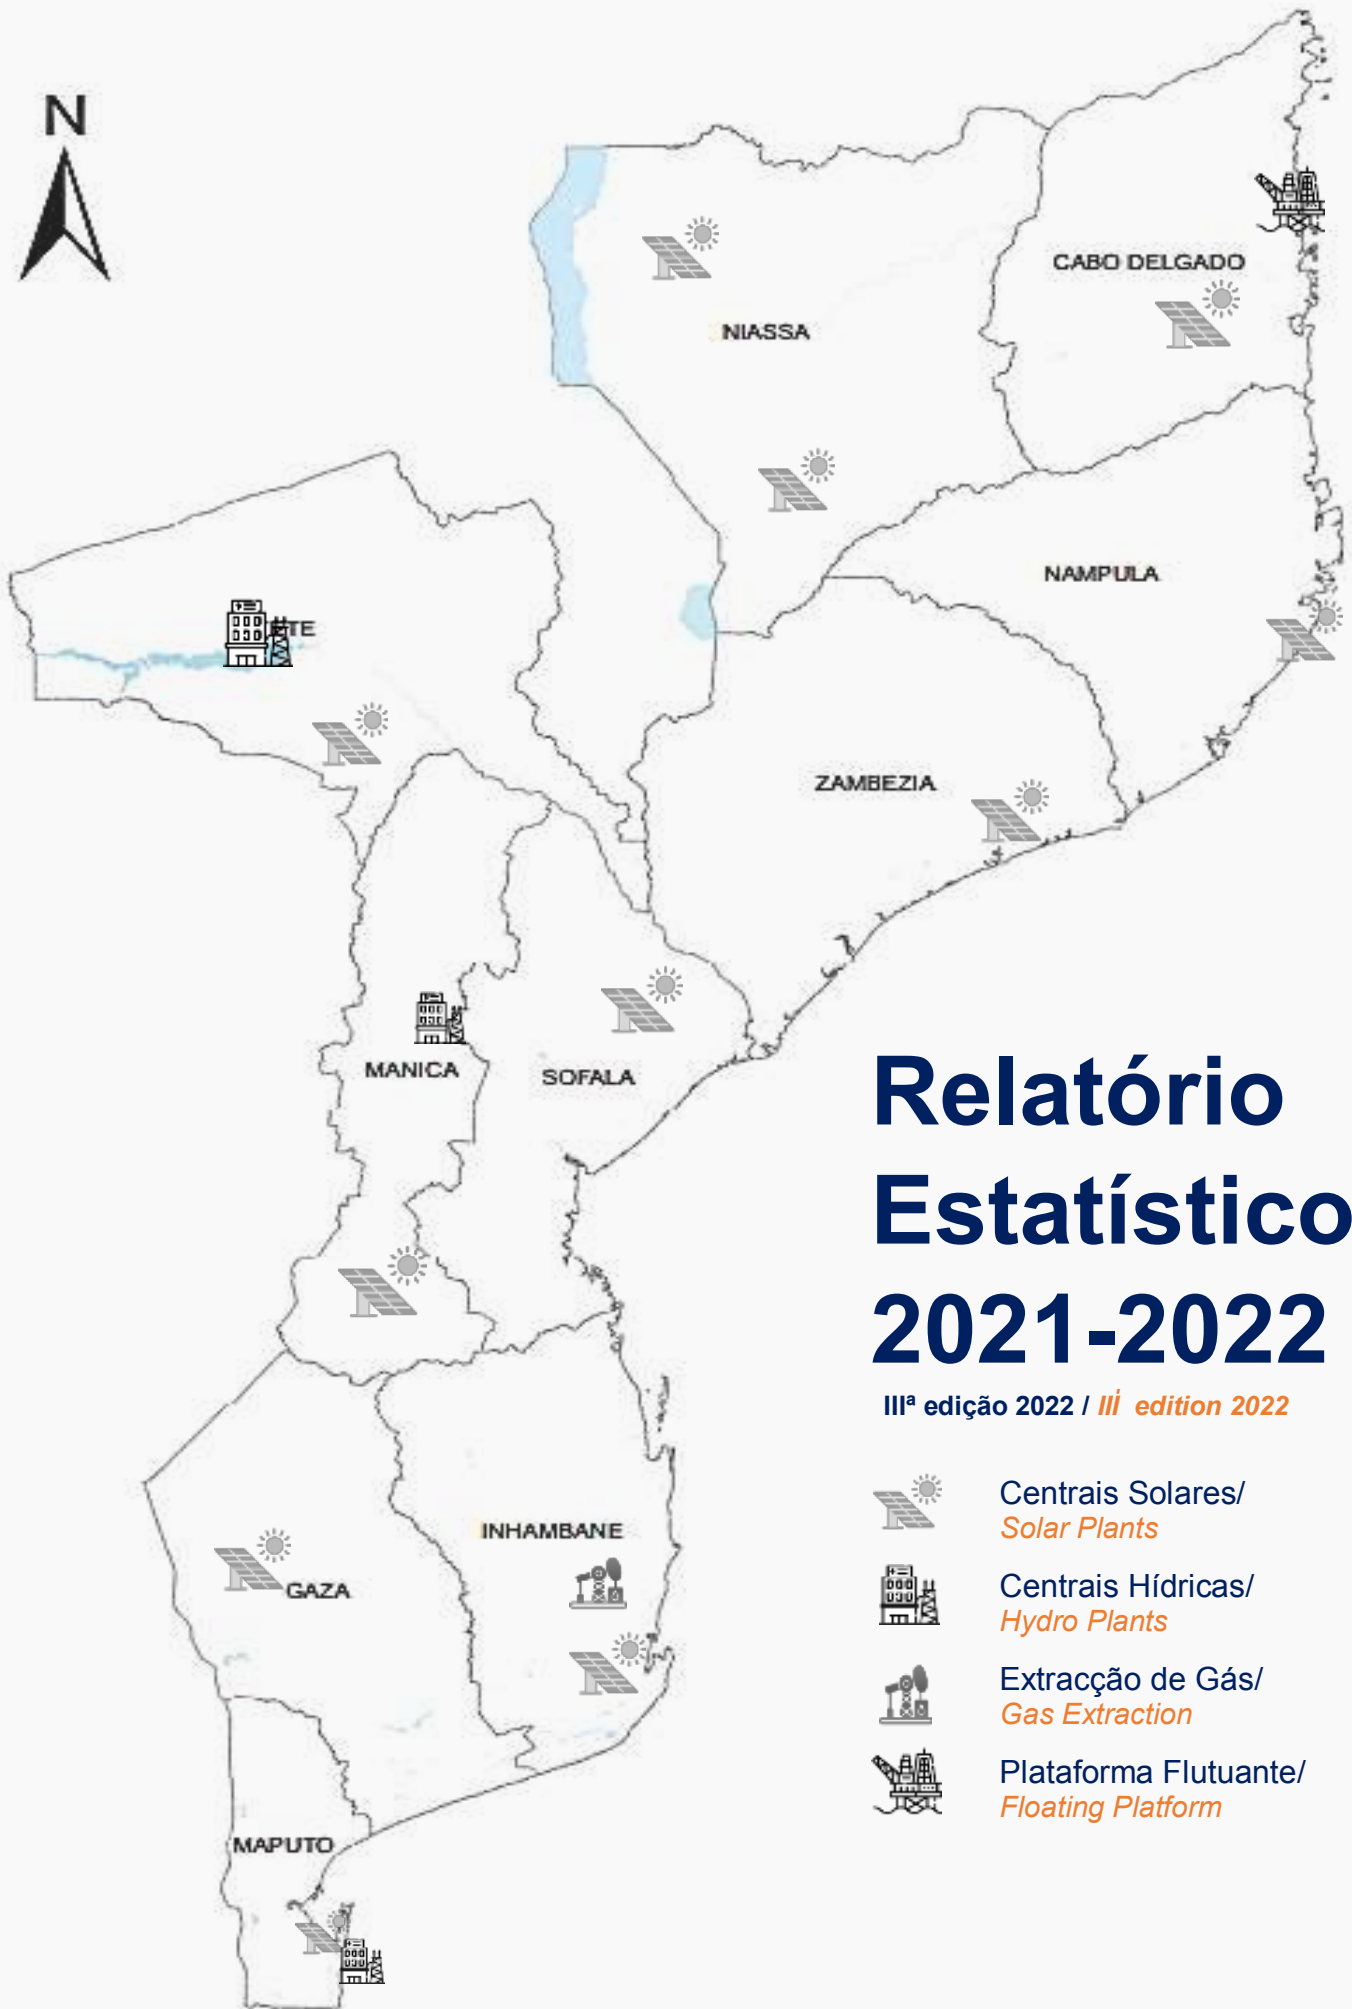 N
CABO DELGADO
NIASSA
NAMPULA
ETE
ZAMBEZIA
MANICA
SOFALA
Relatório
Estatístico
2021-2022
IIIª edição 2022 / III edition 2022
INHAMBANE
GAZA
MAPUTO
Centrais Solares/
Solar Plants
Centrais Hídricas/
Hydro Plants
Extracção de Gás/
Gas Extraction
Plataforma Flutuante/
Floating Platform